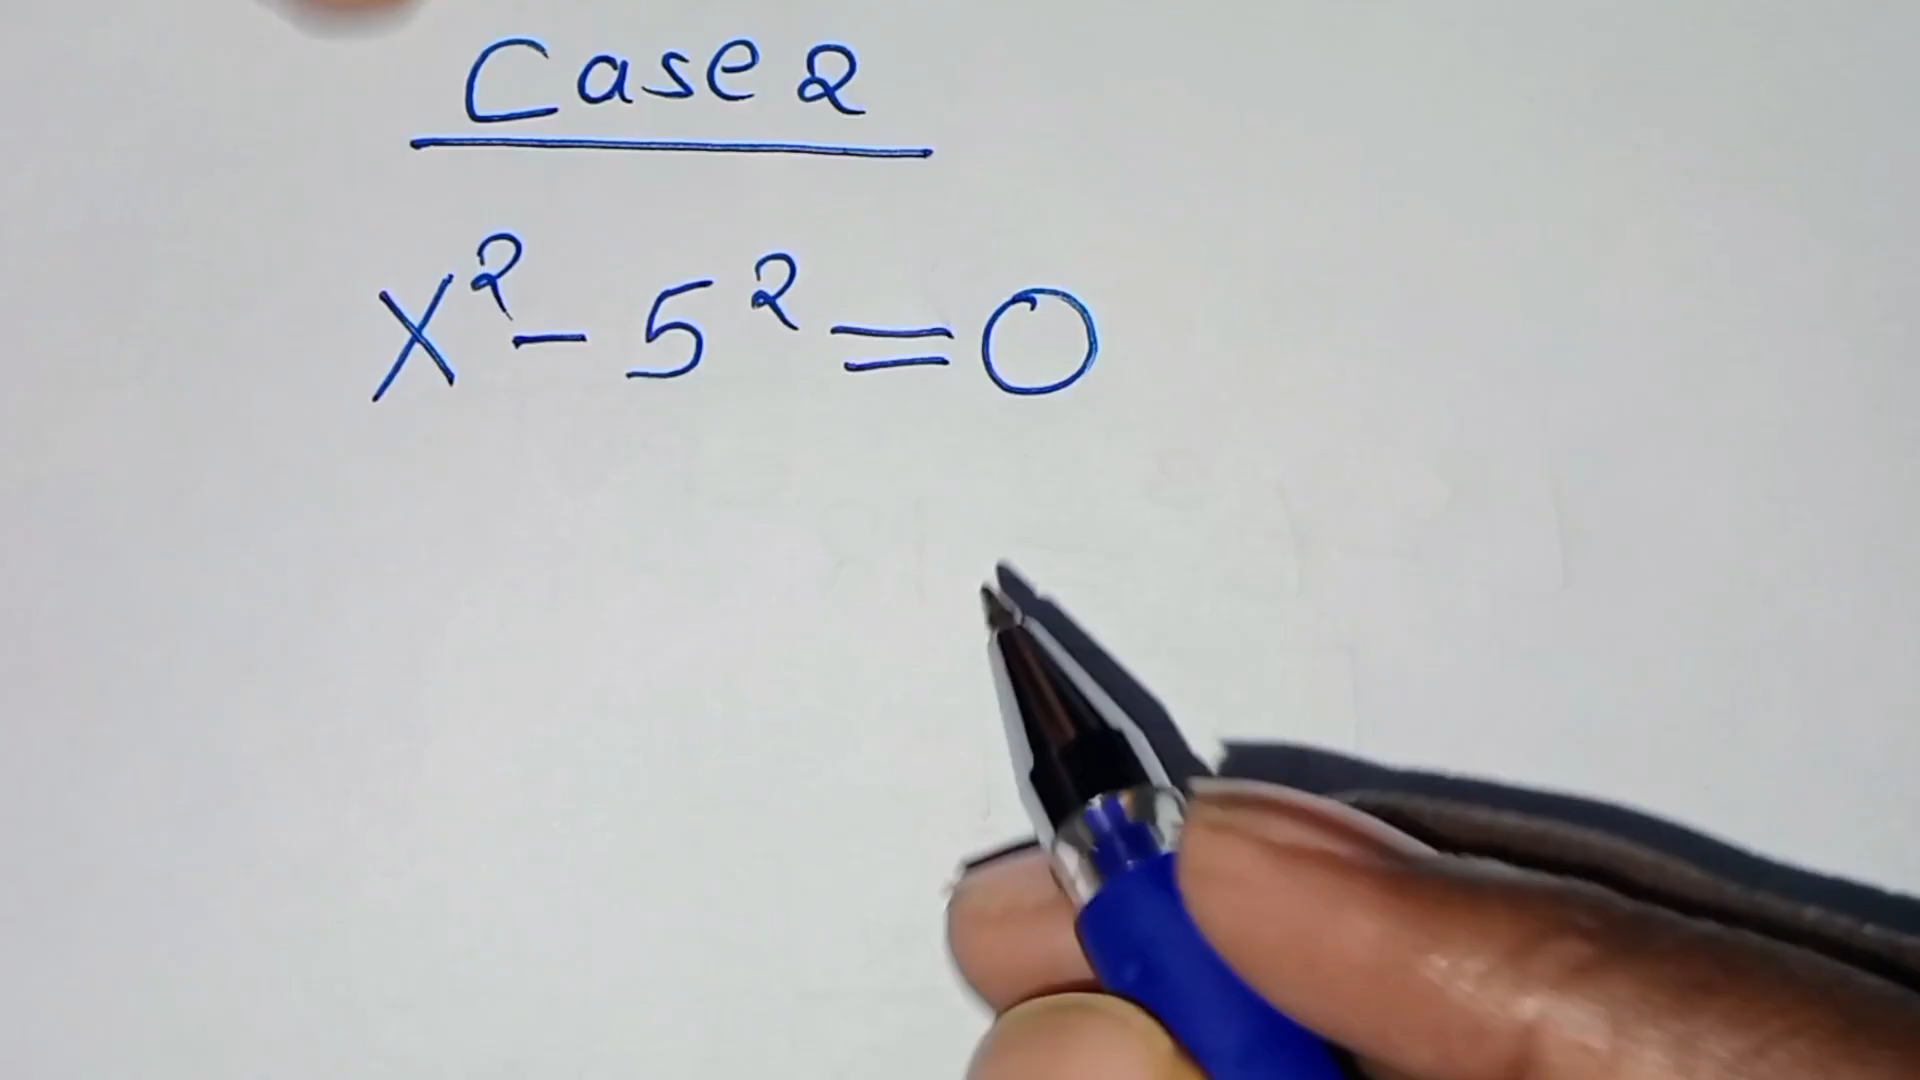 Case 2
x² - 5² = 0